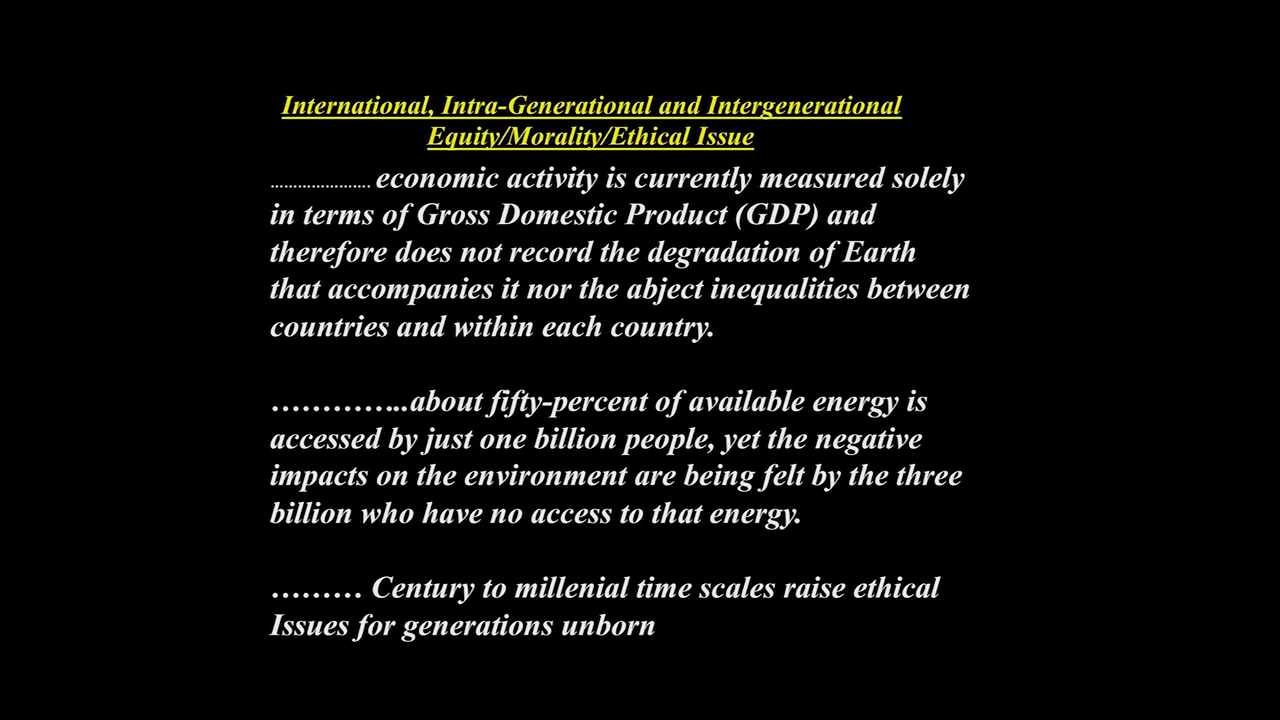 International, Intra-Generational and Intergenerational
Equity/Morality/Ethical Issue
…………………. economic activity is currently measured solely
in terms of Gross Domestic Product (GDP) and
therefore does not record the degradation of Earth
that accompanies it nor the abject inequalities between
countries and within each country.
…………..about fifty-percent of available energy is
accessed by just one billion people, yet the negative
impacts on the environment are being felt by the three
billion who have no access to that energy.
……… Century to millenial time scales raise ethical
Issues for generations unborn